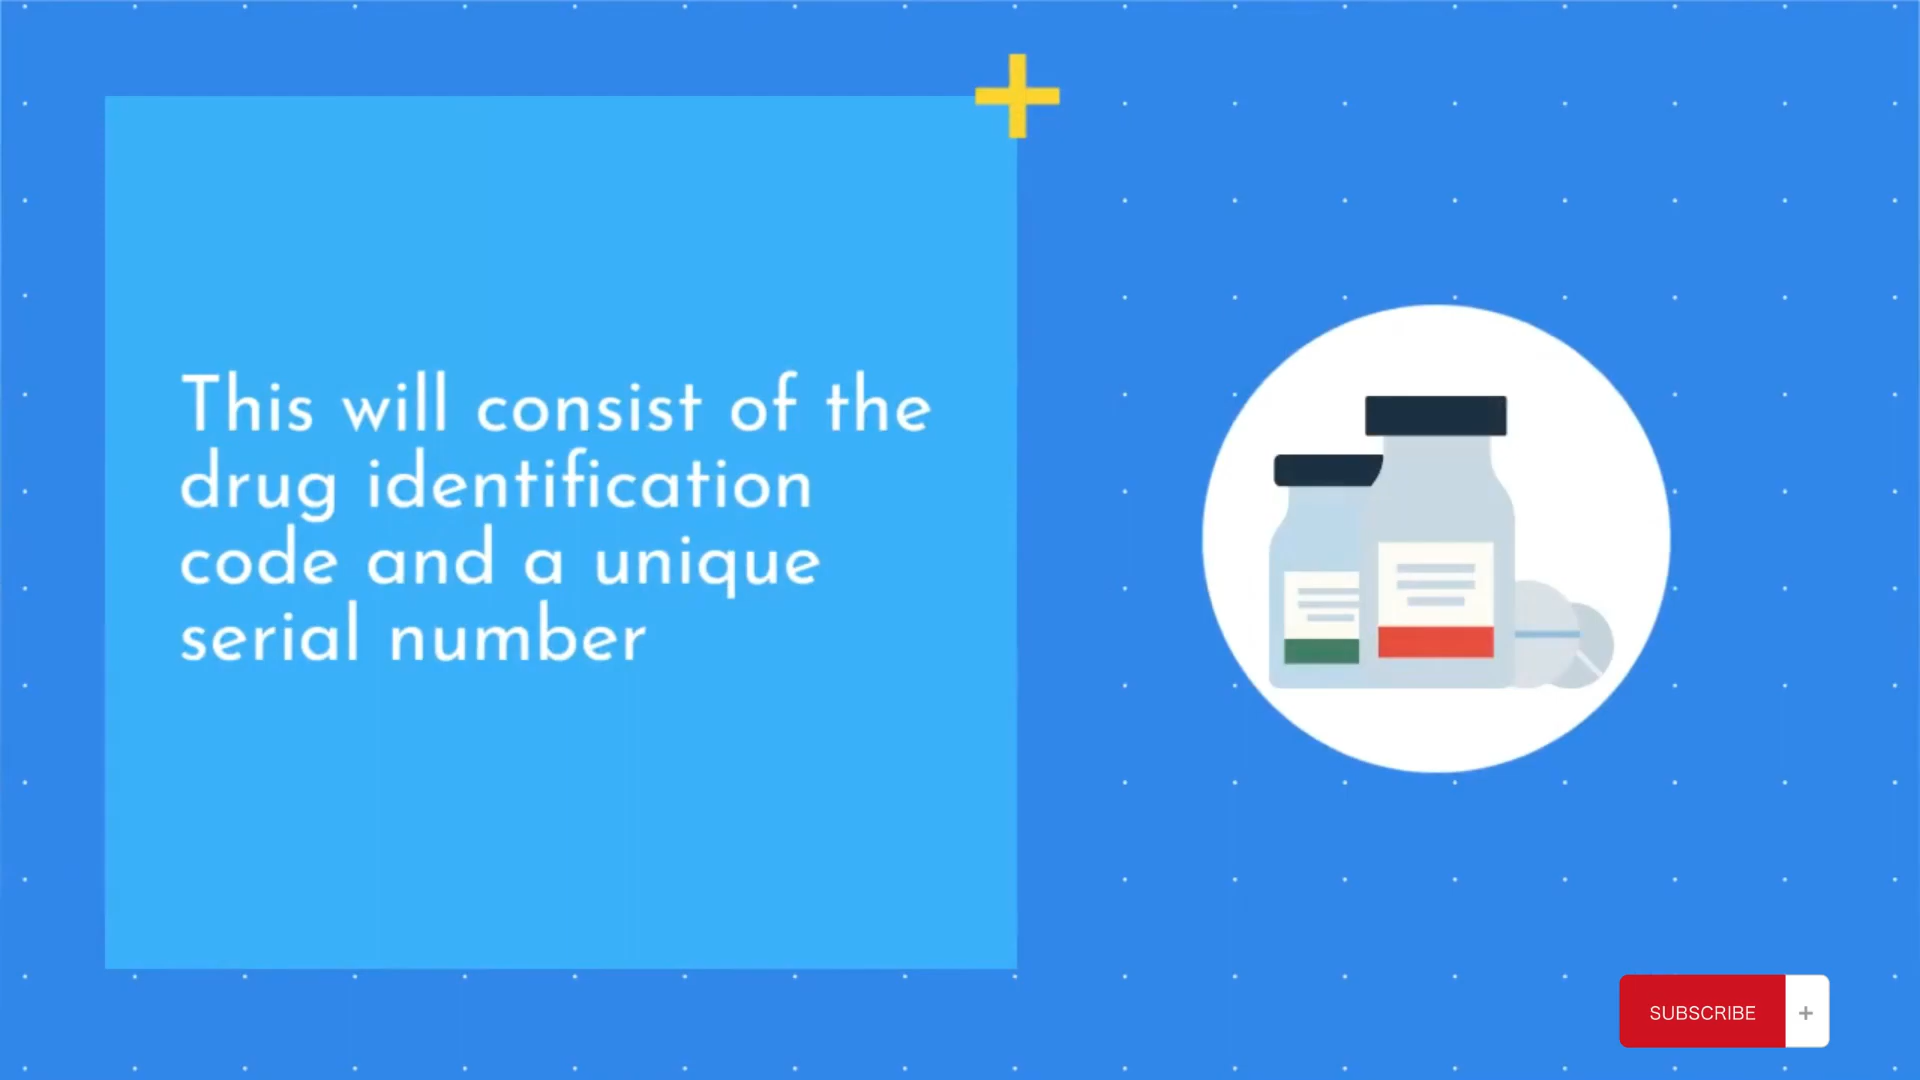 This will consist of the
drug identification
code and a unique
serial number
SUBSCRIBE +